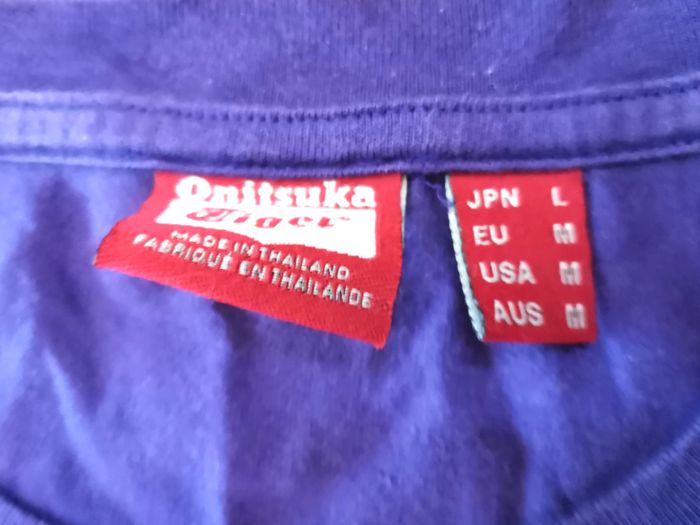 Onitsuka
Tiger
MADE IN THAILAND
FABRIQUÉ EN THAILANDE
JPN L
EU M
USA M
AUS M